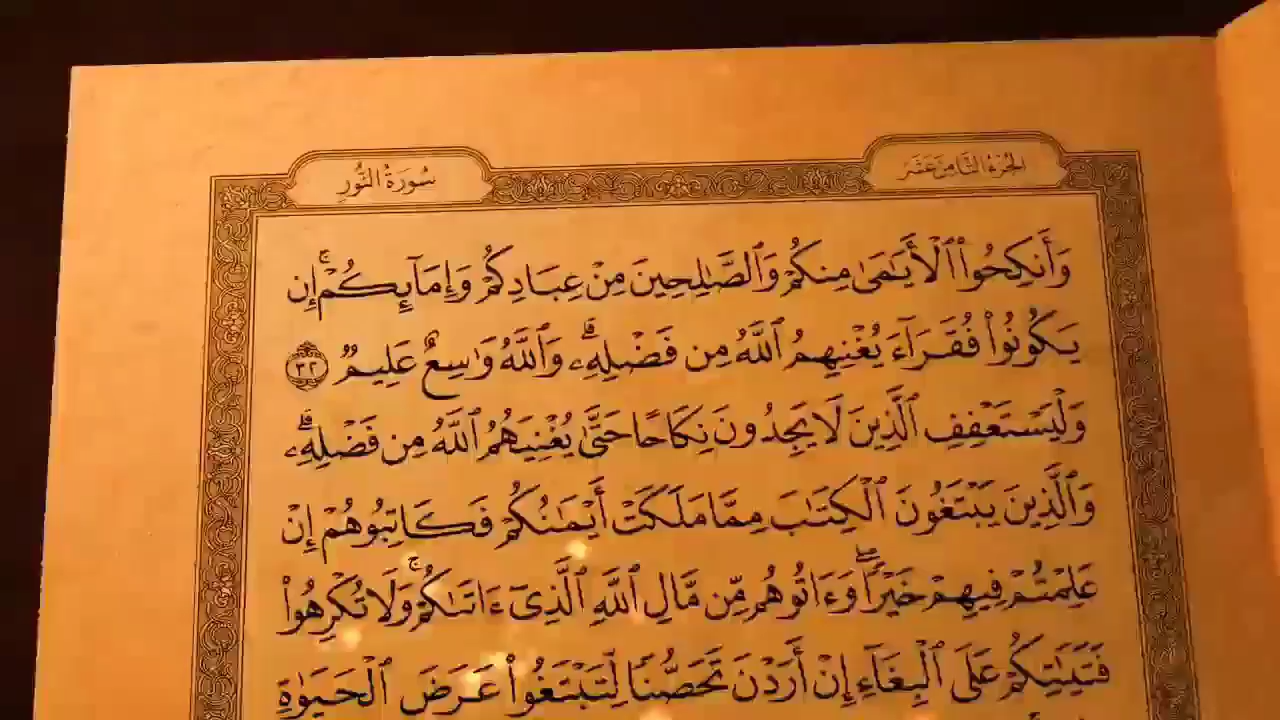 الجزء الثامن عشر
سورة النور
وَأَنكِحُوا۟ ٱلْأَيَـٰمَىٰ مِنكُمْ وَٱلصَّـٰلِحِينَ مِنْ عِبَادِكُمْ وَإِمَآئِكُمْ ۚ إِن
يَكُونُوا۟ فُقَرَآءَ يُغْنِهِمُ ٱللَّهُ مِن فَضْلِهِۦ ۗ وَٱللَّهُ وَٰسِعٌ عَلِيمٌ ٣٢
وَلْيَسْتَعْفِفِ ٱلَّذِينَ لَا يَجِدُونَ نِكَاحًا حَتَّىٰ يُغْنِيَهُمُ ٱللَّهُ مِن فَضْلِهِۦ ۗ
وَٱلَّذِينَ يَبْتَغُونَ ٱلْكِتَـٰبَ مِمَّا مَلَكَتْ أَيْمَـٰنُكُمْ فَكَاتِبُوهُمْ إِنْ
عَلِمْتُمْ فِيهِمْ خَيْرًا ۖ وَءَاتُوهُم مِّن مَّالِ ٱللَّهِ ٱلَّذِىٓ ءَاتَىٰكُمْ ۚ وَلَا تُكْرِهُوا۟
فَتَيَـٰتِكُمْ عَلَى ٱلْبِغَآءِ إِنْ أَرَدْنَ تَحَصُّنًا لِّتَبْتَغُوا۟ عَرَضَ ٱلْحَيَوٰةِ